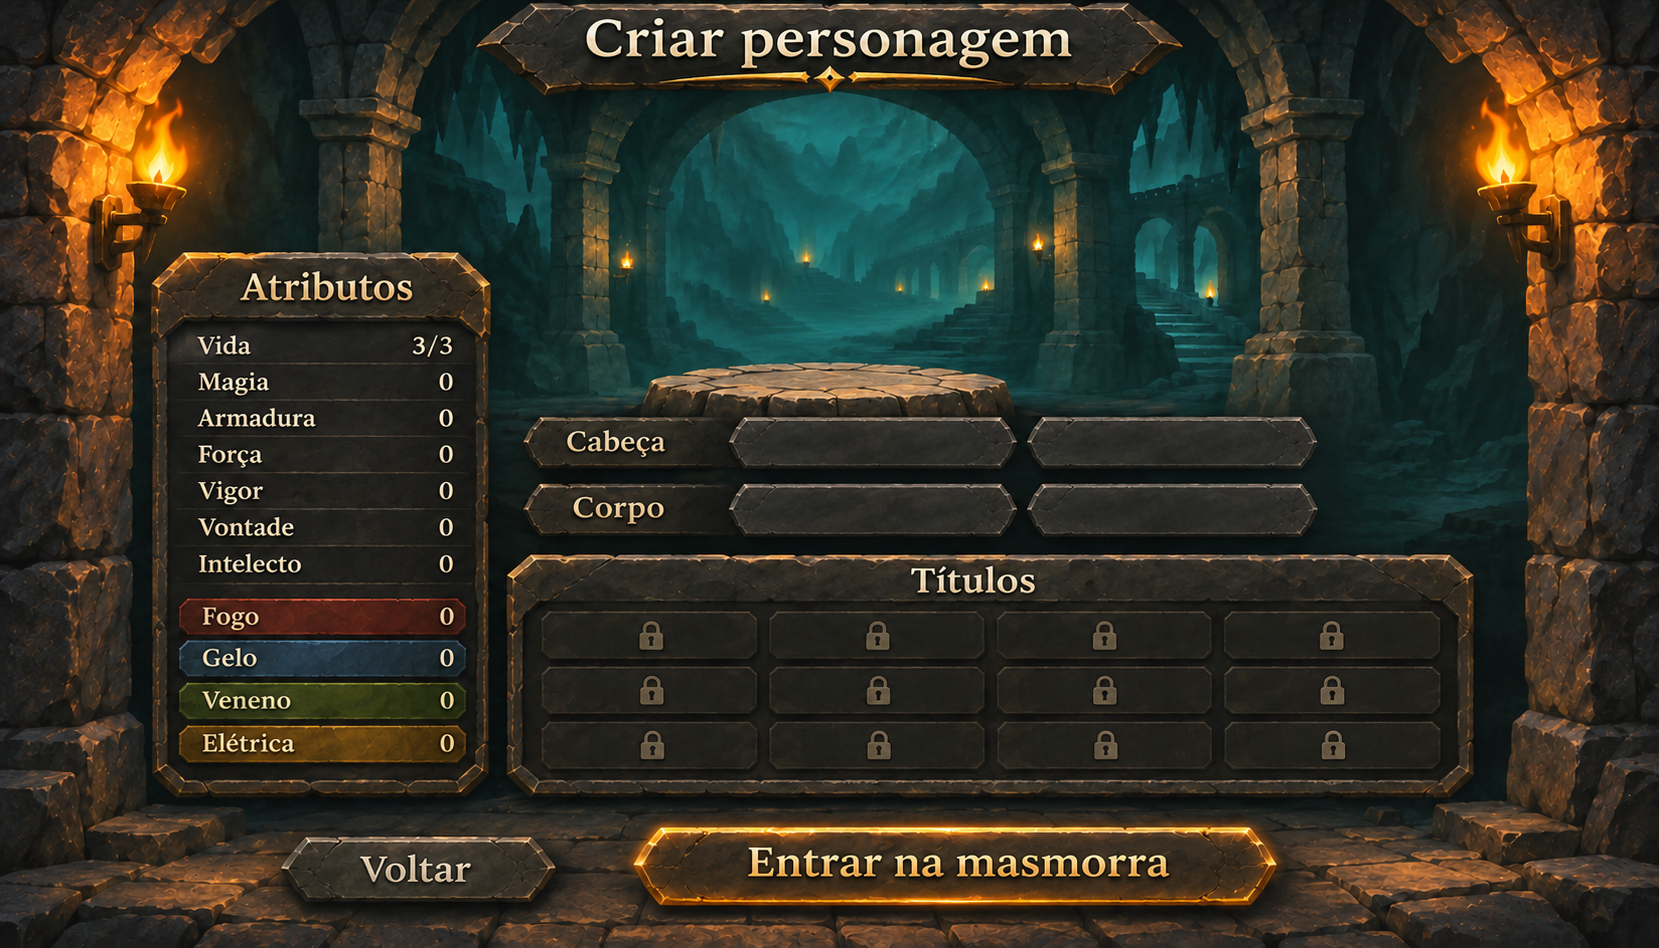 Criar personagem
Atributos
Vida 3/3
Magia 0
Armadura 0
Força 0
Vigor 0
Vontade 0
Intelecto 0
Fogo 0
Gelo 0
Veneno 0
Elétrica 0
Cabeça
Corpo
Títulos
Voltar
Entrar na masmorra